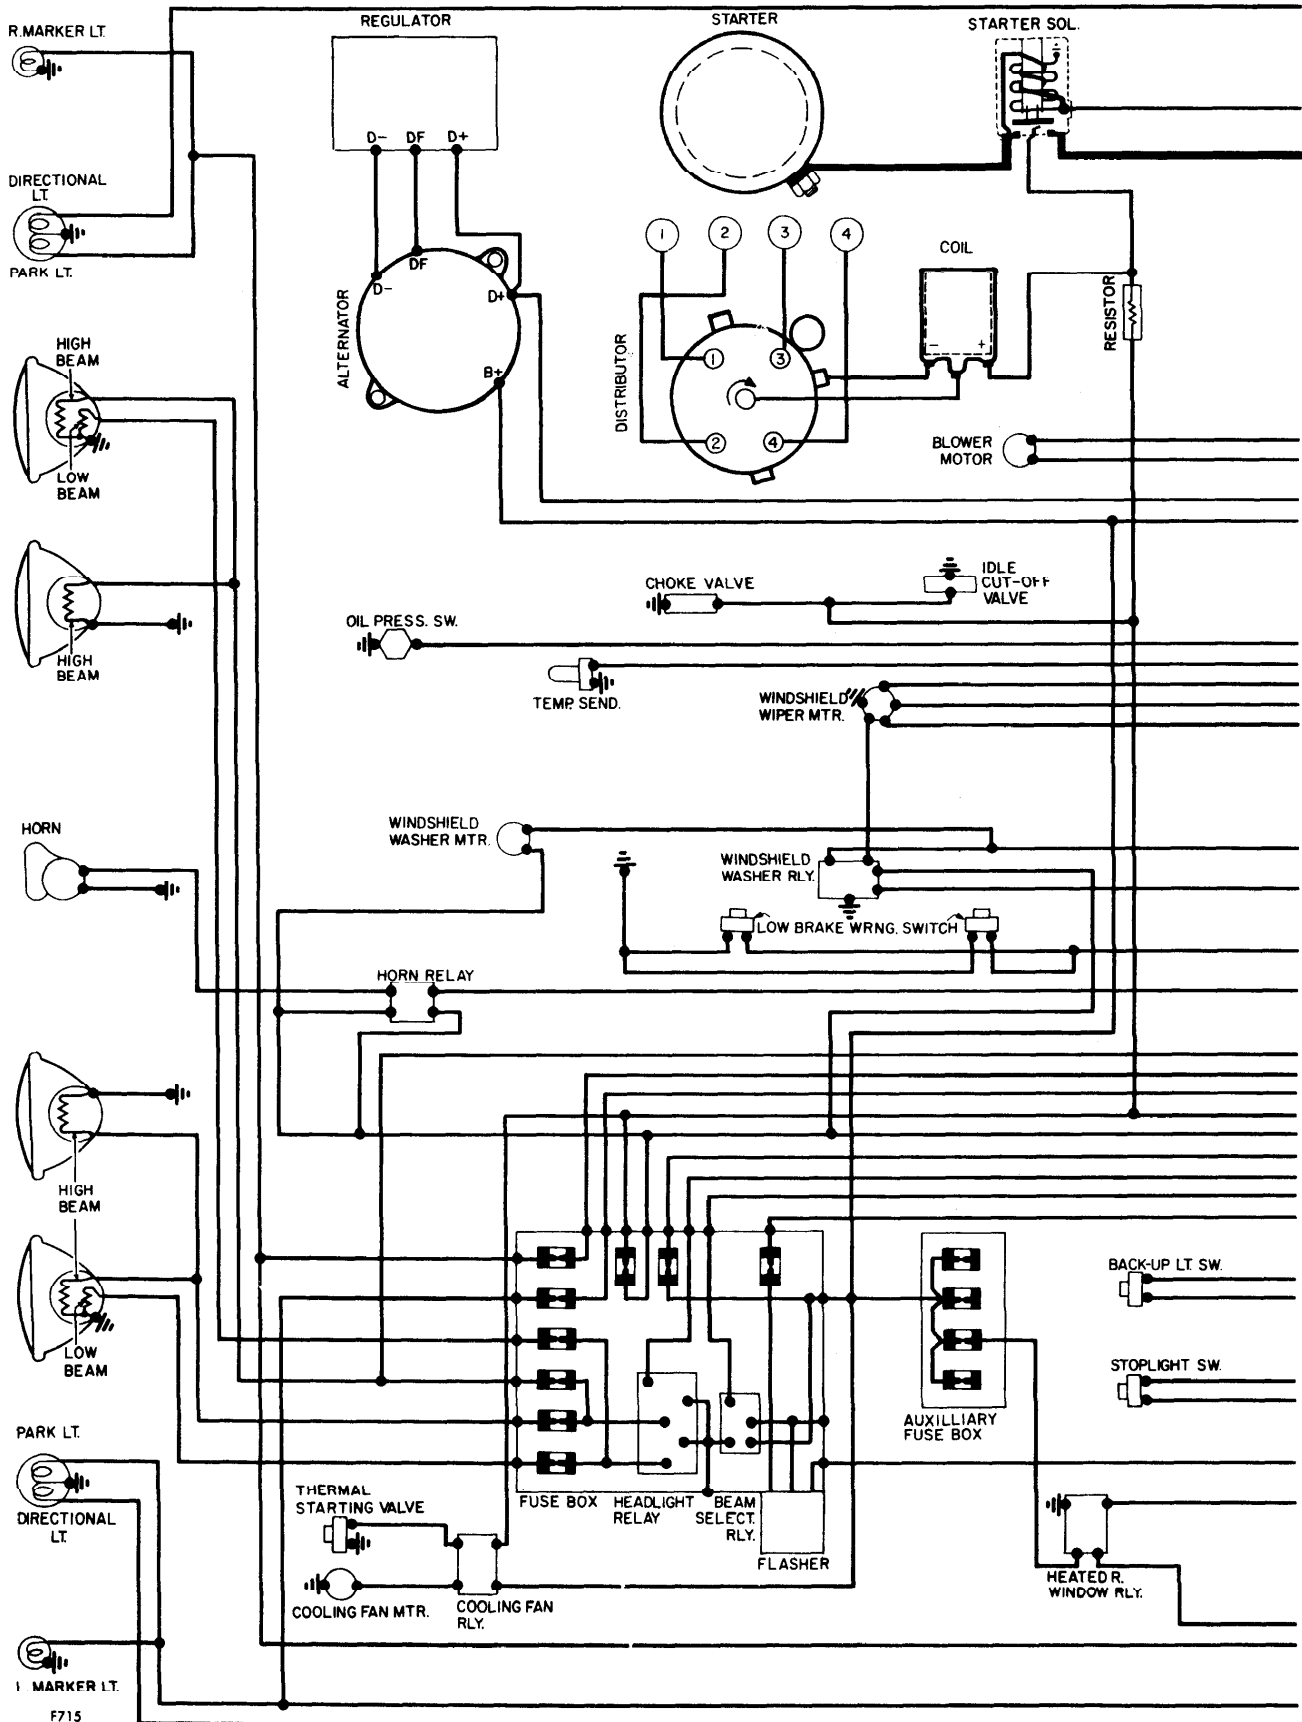 REGULATOR
STARTER
STARTER SOL.
R.MARKER LT.
D-
DF
D+
DIRECTIONAL
LT.
PARK LT.
1
2
3
4
COIL
DF
D-
D+
B+
ALTERNATOR
DISTRIBUTOR
1
3
2
4
-
+
RESISTOR
HIGH
BEAM
LOW
BEAM
BLOWER
MOTOR
CHOKE VALVE
IDLE
CUT-OFF
VALVE
OIL PRESS. SW.
HIGH
BEAM
TEMP. SEND.
WINDSHIELD
WIPER MTR.
HORN
WINDSHIELD
WASHER MTR.
WINDSHIELD
WASHER RLY.
LOW BRAKE WRNG. SWITCH
HORN RELAY
HIGH
BEAM
LOW
BEAM
BACK-UP LT. SW.
STOPLIGHT SW.
AUXILLIARY
FUSE BOX
PARK LT.
DIRECTIONAL
LT.
THERMAL
STARTING VALVE
FUSE BOX
HEADLIGHT
RELAY
BEAM
SELECT.
RLY.
FLASHER
COOLING FAN MTR.
COOLING FAN
RLY.
HEATED R.
WINDOW RLY.
L MARKER LT.
F715